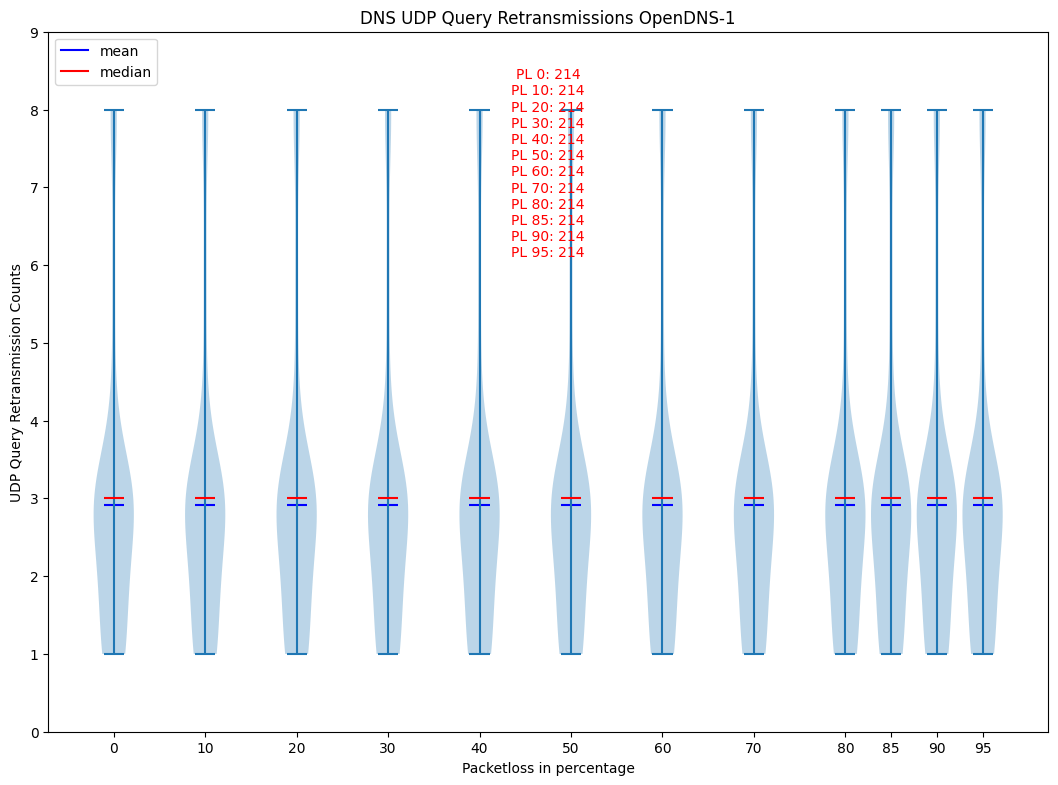 DNS UDP Query Retransmissions OpenDNS-1
mean
median
PL 0: 214
PL 10: 214
PL 20: 214
PL 30: 214
PL 40: 214
PL 50: 214
PL 60: 214
PL 70: 214
PL 80: 214
PL 85: 214
PL 90: 214
PL 95: 214
9
8
7
6
5
4
3
2
1
0
UDP Query Retransmission Counts
0 10 20 30 40 50 60 70 80 85 90 95
Packetloss in percentage